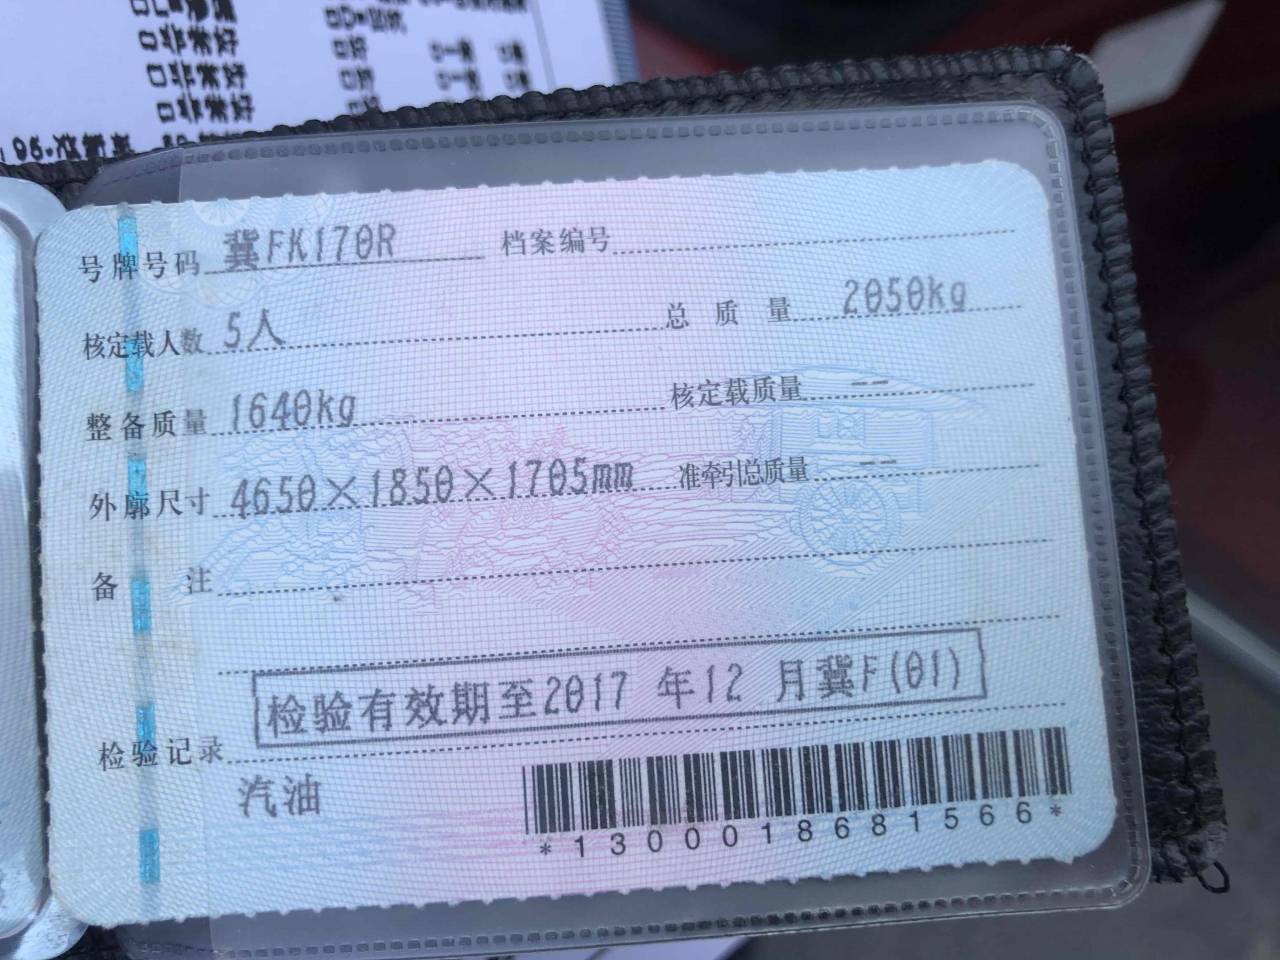 □非常好 □好
□非常好 □好
□非常好 □好
号牌号码 冀FK170R 档案编号
核定载人数 5人 总质量 2050kg
整备质量 1640kg 核定载质量 --
外廓尺寸 4650×1850×1705mm 准牵引总质量 --
备注
检验有效期至2017 年12 月冀F(01)
检验记录
汽油
*1300018681566*